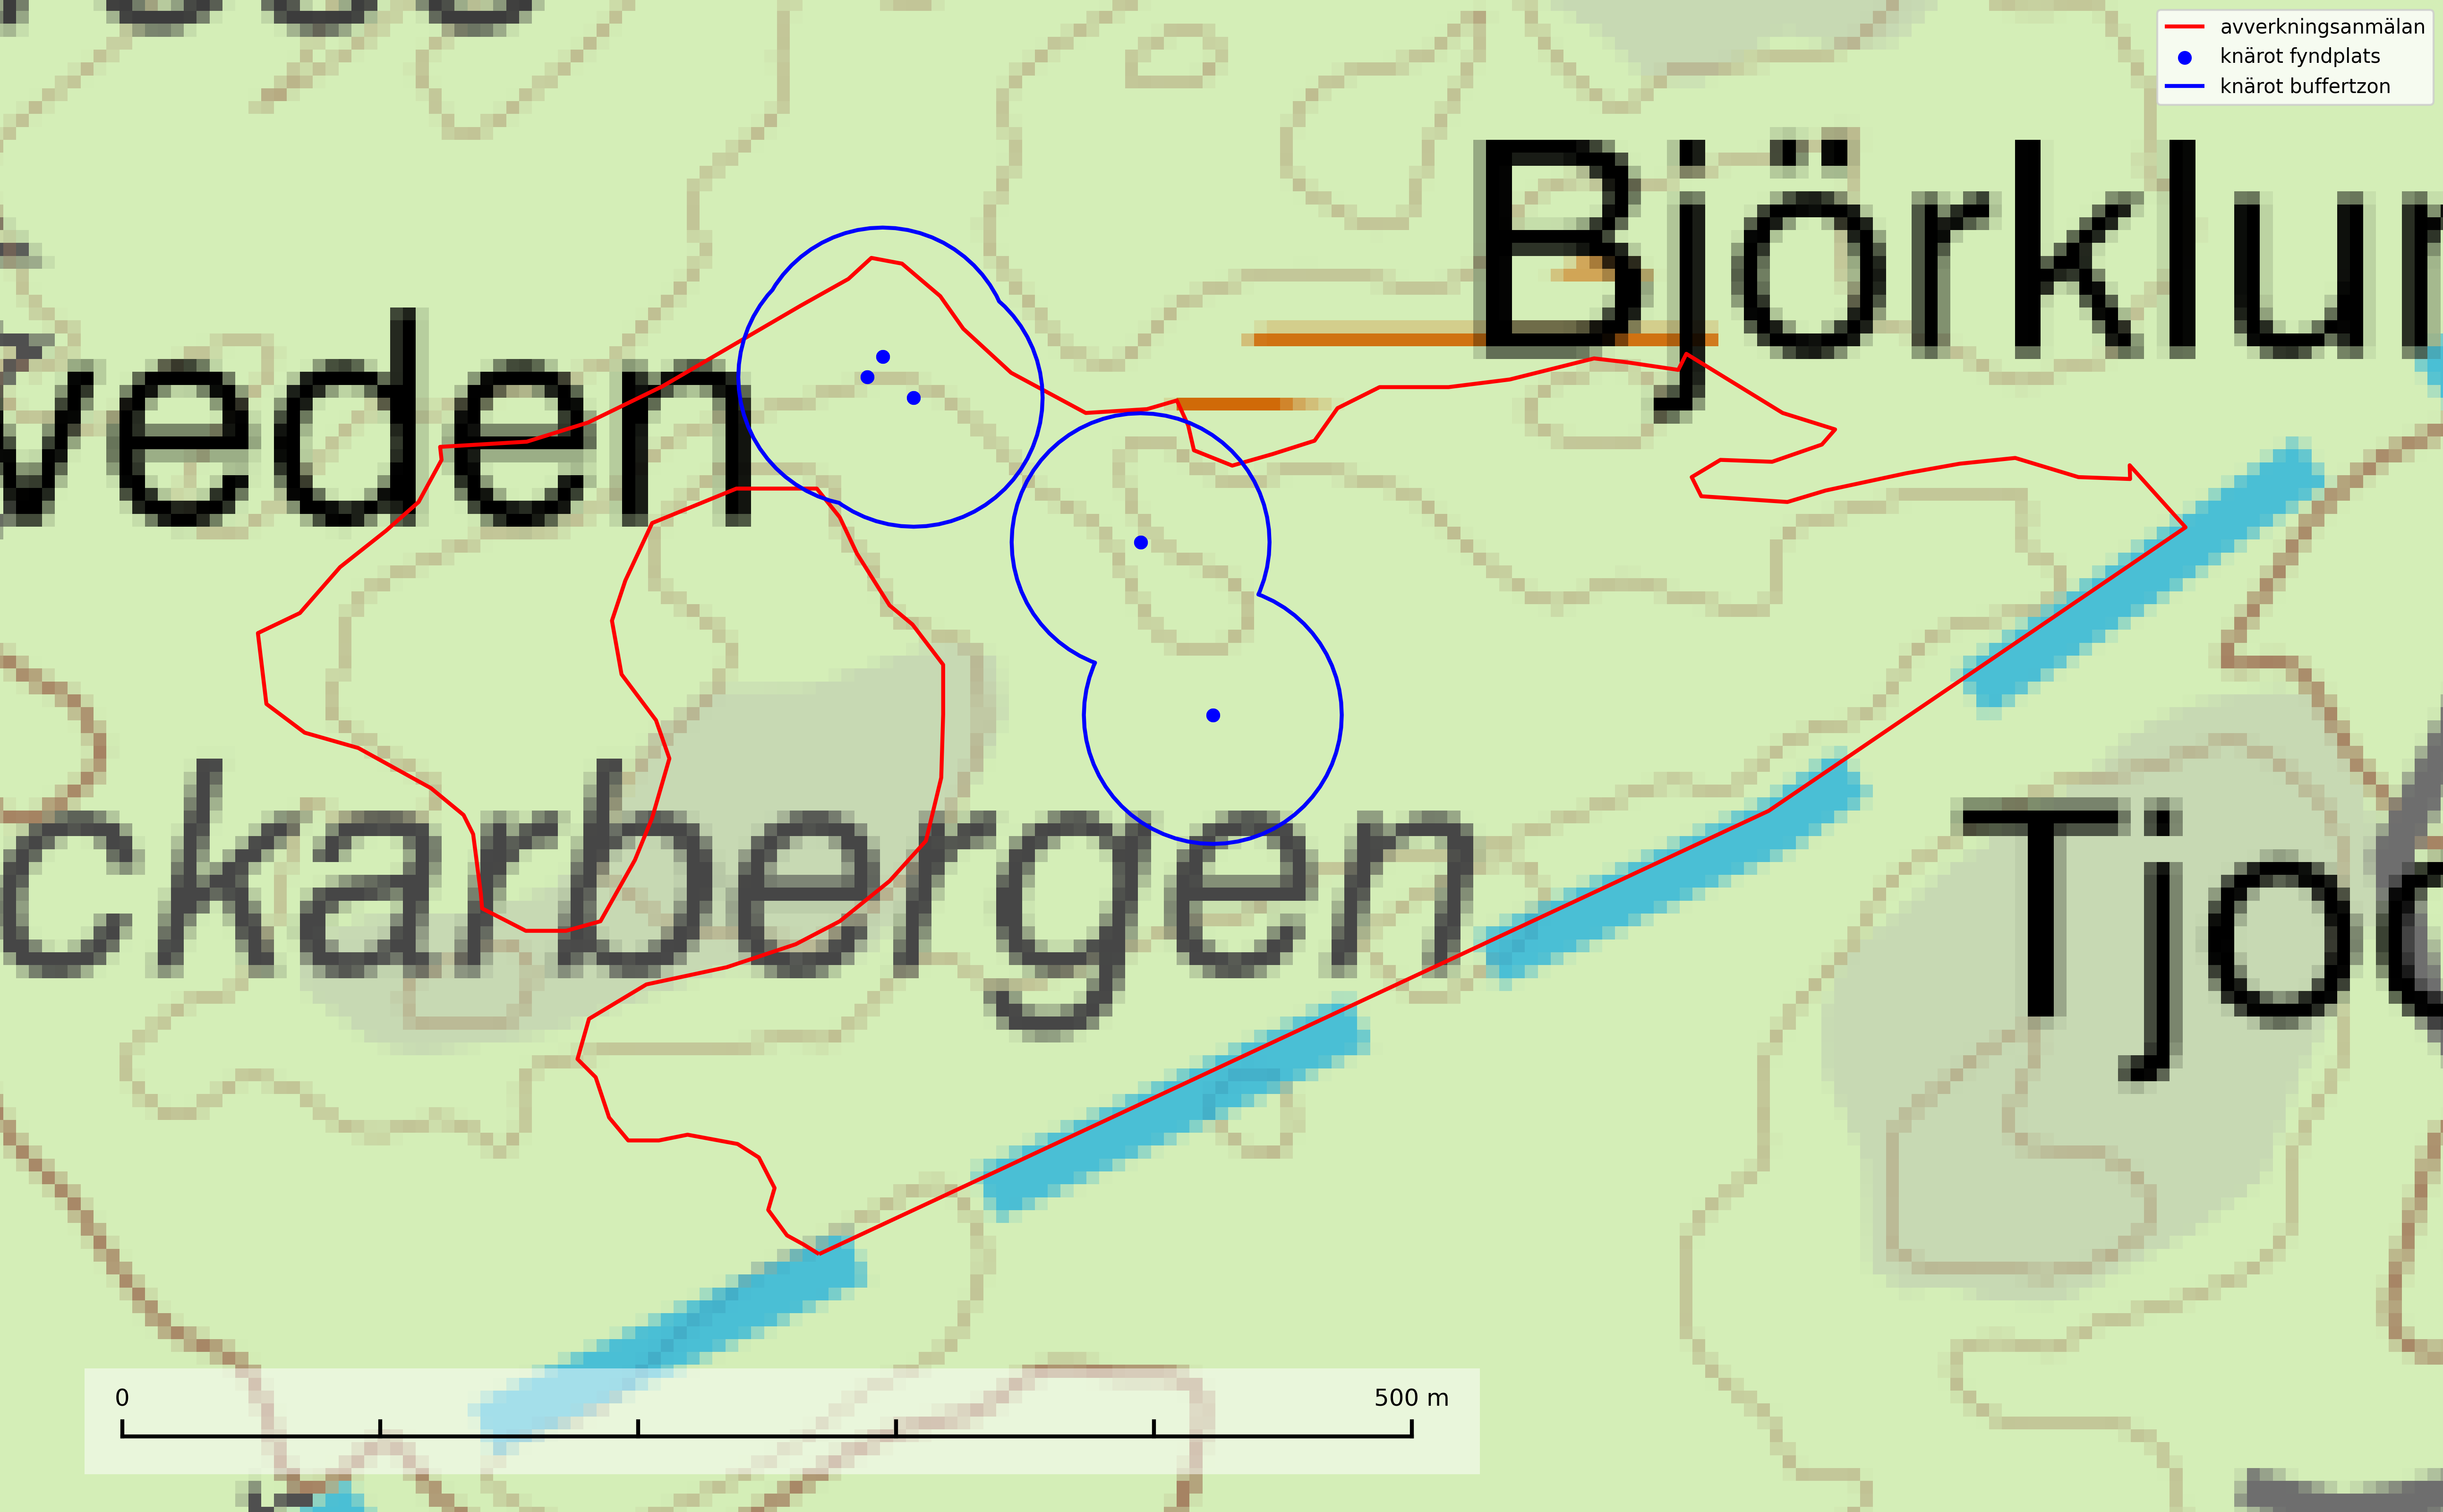 avverkningsanmälan
knärot fyndplats
knärot buffertzon
Björklun
veden
ckarbergen
Tjo
0 500 m